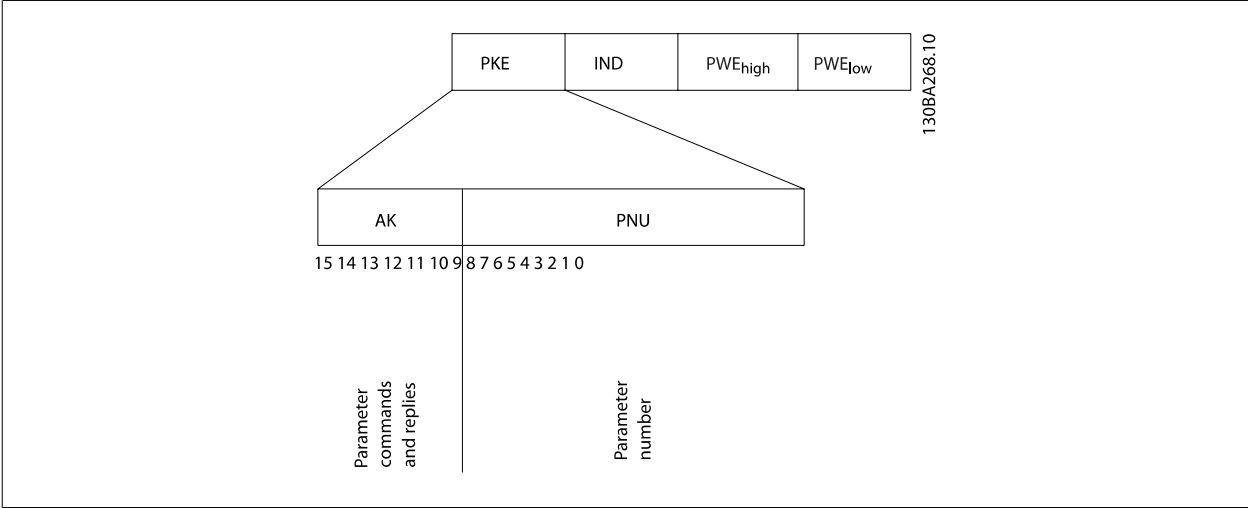 PKE IND PWEhigh PWElow
130BA268.10
AK PNU
15 14 13 12 11 10 9 8 7 6 5 4 3 2 1 0
Parameter
commands
and replies
Parameter
number